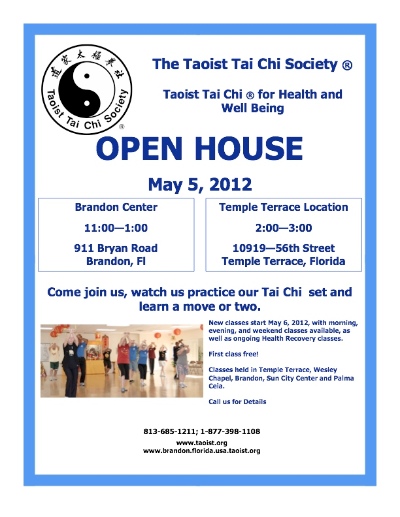 道家太極拳社
Taoist Tai Chi Society
®
The Taoist Tai Chi Society ®
Taoist Tai Chi ® for Health and
Well Being
OPEN HOUSE
May 5, 2012
Brandon Center
11:00—1:00
911 Bryan Road
Brandon, Fl
Temple Terrace Location
2:00—3:00
10919—56th Street
Temple Terrace, Florida
Come join us, watch us practice our Tai Chi set and
learn a move or two.
New classes start May 6, 2012, with morning,
evening, and weekend classes available, as
well as ongoing Health Recovery classes.
First class free!
Classes held in Temple Terrace, Wesley
Chapel, Brandon, Sun City Center and Palma
Ceia.
Call us for Details
813-685-1211; 1-877-398-1108
www.taoist.org
www.brandon.florida.usa.taoist.org